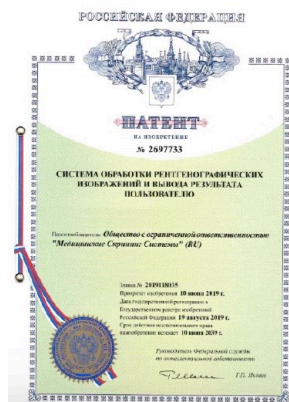 РОССИЙСКАЯ ФЕДЕРАЦИЯ
ПАТЕНТ
НА ИЗОБРЕТЕНИЕ
№ 2697733
СИСТЕМА ОБРАБОТКИ РЕНТГЕНОГРАФИЧЕСКИХ
ИЗОБРАЖЕНИЙ И ВЫВОДА РЕЗУЛЬТАТА
ПОЛЬЗОВАТЕЛЮ
Патентообладатель: Общество с ограниченной ответственностью
"Медицинские Скрининг Системы" (RU)
Заявка № 2019118035
Приоритет изобретения 10 июня 2019 г.
Дата государственной регистрации в
Государственном реестре изобретений
Российской Федерации 19 августа 2019 г.
Срок действия исключительного права
на изобретение истекает 10 июня 2039 г.
Руководитель Федеральной службы
по интеллектуальной собственности
Г.П. Ивлиев